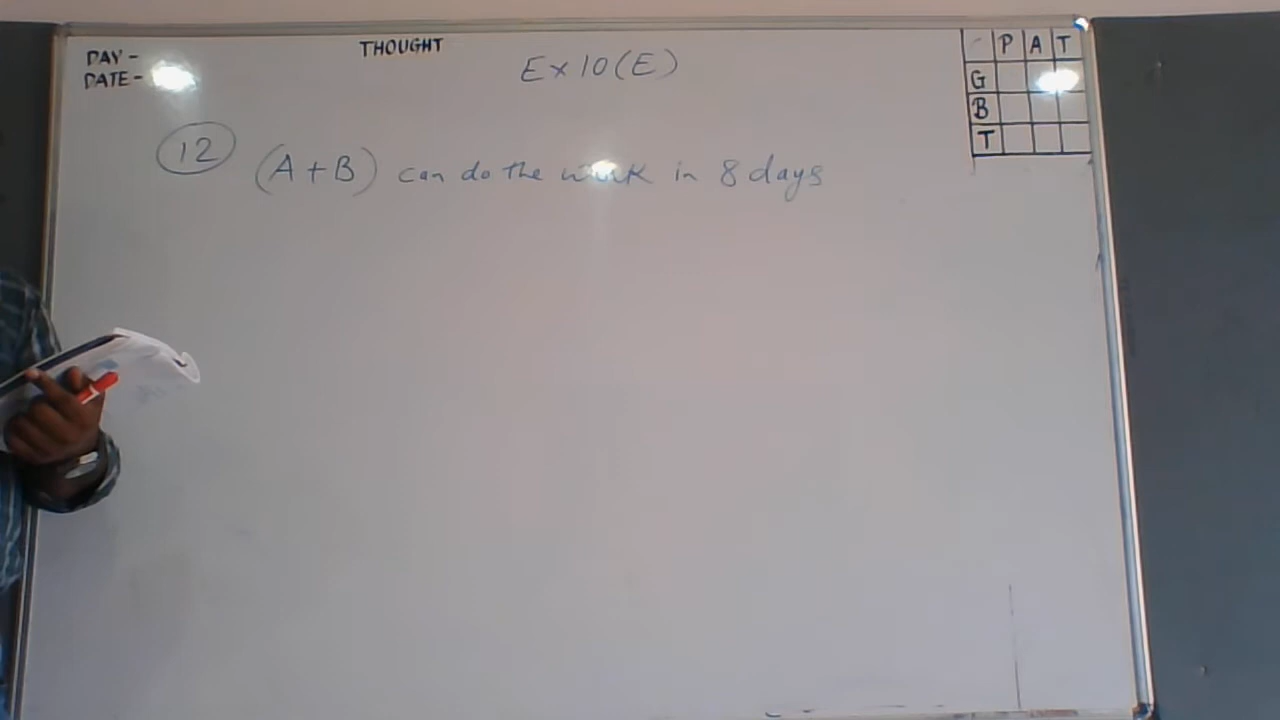 DAY -
DATE -
THOUGHT
Ex 10(E)
P A T
G
B
T
12 (A+B) can do the work in 8 days